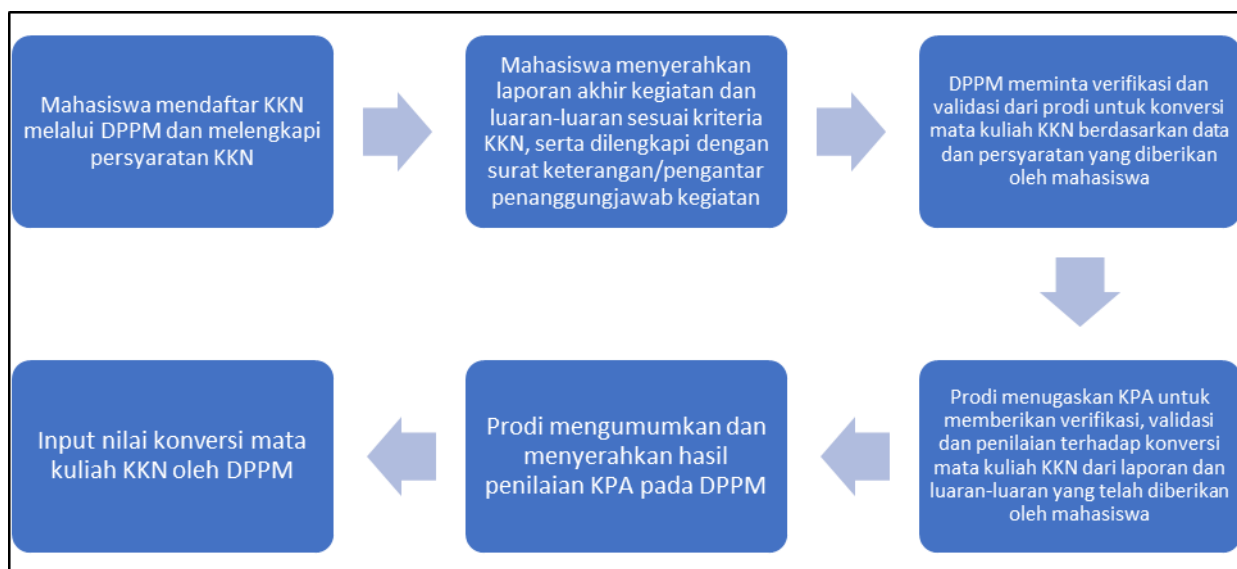 Mahasiswa mendaftar KKN
melalui DPPM dan melengkapi
persyaratan KKN
Mahasiswa menyerahkan
laporan akhir kegiatan dan
luaran-luaran sesuai kriteria
KKN, serta dilengkapi dengan
surat keterangan/pengantar
penanggungjawab kegiatan
DPPM meminta verifikasi dan
validasi dari prodi untuk konversi
mata kuliah KKN berdasarkan data
dan persyaratan yang diberikan
oleh mahasiswa
Prodi menugaskan KPA untuk
memberikan verifikasi, validasi
dan penilaian terhadap konversi
mata kuliah KKN dari laporan dan
luaran-luaran yang telah diberikan
oleh mahasiswa
Prodi mengumumkan dan
menyerahkan hasil
penilaian KPA pada DPPM
Input nilai konversi mata
kuliah KKN oleh DPPM